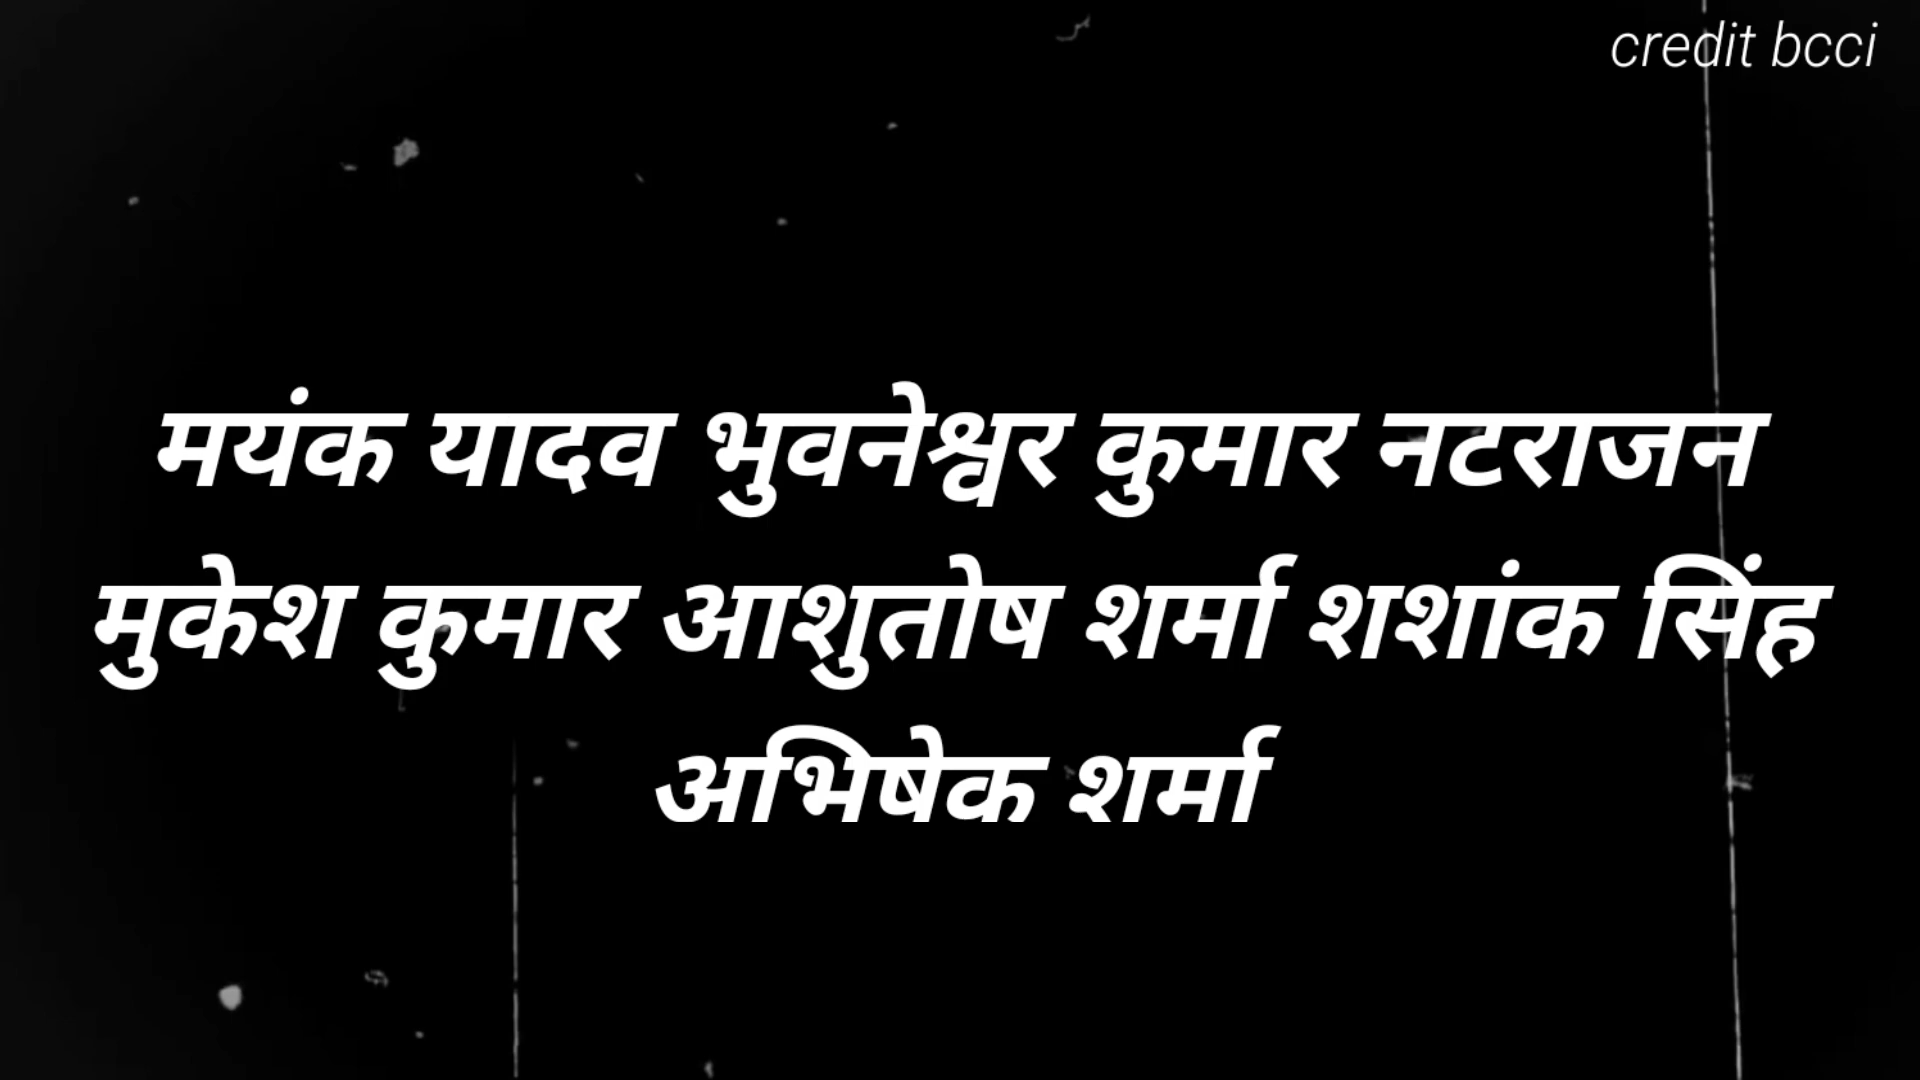 credit bcci
मयंक यादव भुवनेश्वर कुमार नटराजन
मुकेश कुमार आशुतोष शर्मा शशांक सिंह
अभिषेक शर्मा